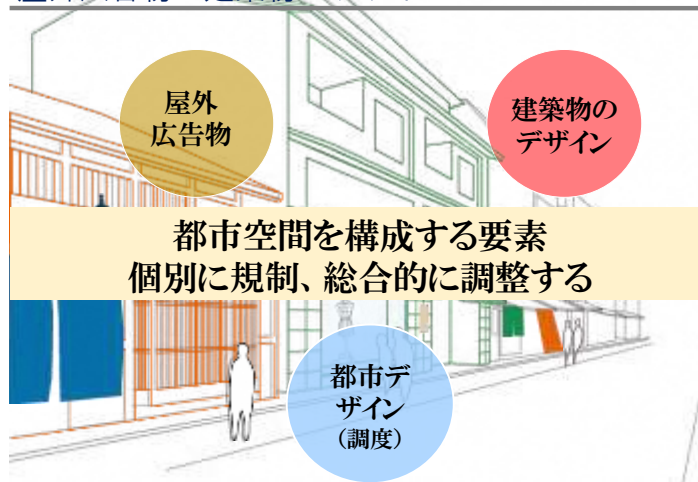 屋外
広告物
建築物の
デザイン
都市空間を構成する要素
個別に規制、総合的に調整する
都市デ
ザイン
（調度）